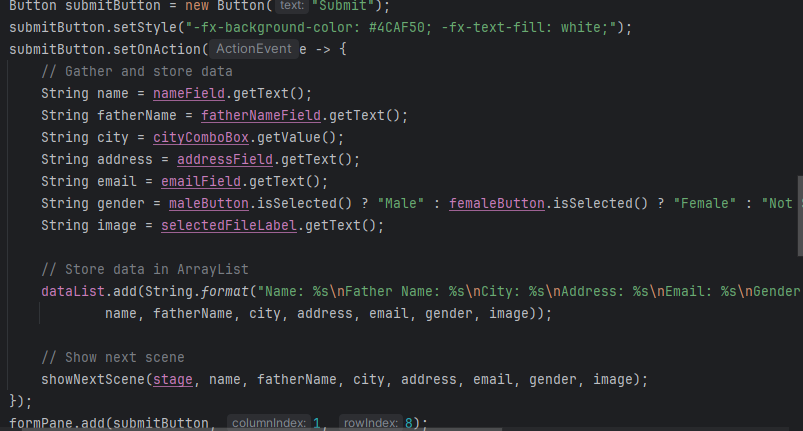 Button submitButton = new Button( text: "Submit");
submitButton.setStyle("-fx-background-color: #4CAF50; -fx-text-fill: white;");
submitButton.setOnAction( ActionEvent e -> {
// Gather and store data
String name = nameField.getText();
String fatherName = fatherNameField.getText();
String city = cityComboBox.getValue();
String address = addressField.getText();
String email = emailField.getText();
String gender = maleButton.isSelected() ? "Male" : femaleButton.isSelected() ? "Female" : "Not
String image = selectedFileLabel.getText();
// Store data in ArrayList
dataList.add(String.format("Name: %s\nFather Name: %s\nCity: %s\nAddress: %s\nEmail: %s\nGender
name, fatherName, city, address, email, gender, image));
// Show next scene
showNextScene(stage, name, fatherName, city, address, email, gender, image);
});
formPane.add(submitButton, columnIndex: 1, rowIndex: 8);